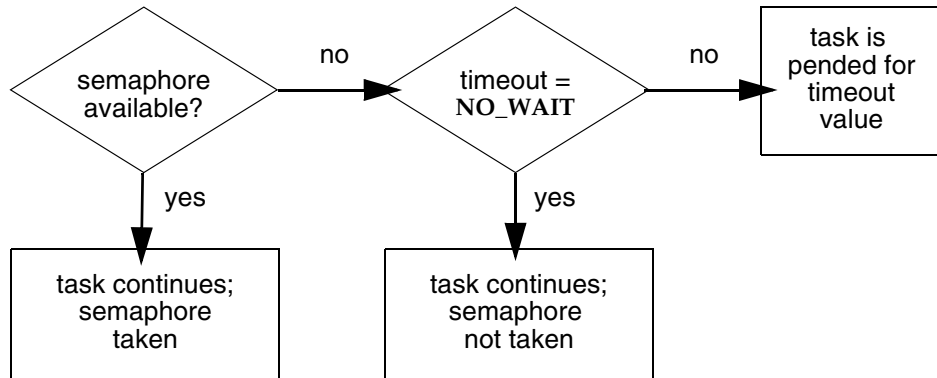 semaphore
available?
no
timeout =
NO_WAIT
no
task is
pended for
timeout
value
yes
yes
task continues;
semaphore
taken
task continues;
semaphore
not taken